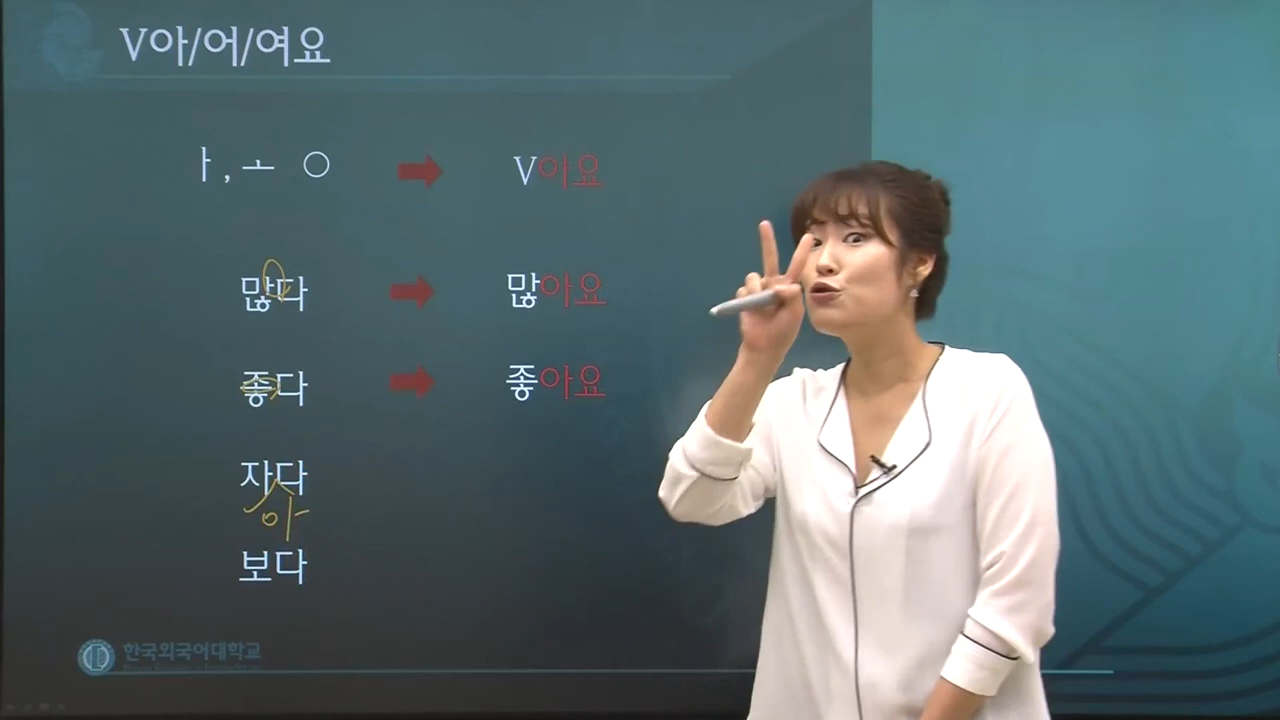 V아/어/여요
ㅏ,ㅗ ○ ➡ V아요
많다 ➡ 많아요
좋다 ➡ 좋아요
자다
아
보다
한국외국어대학교